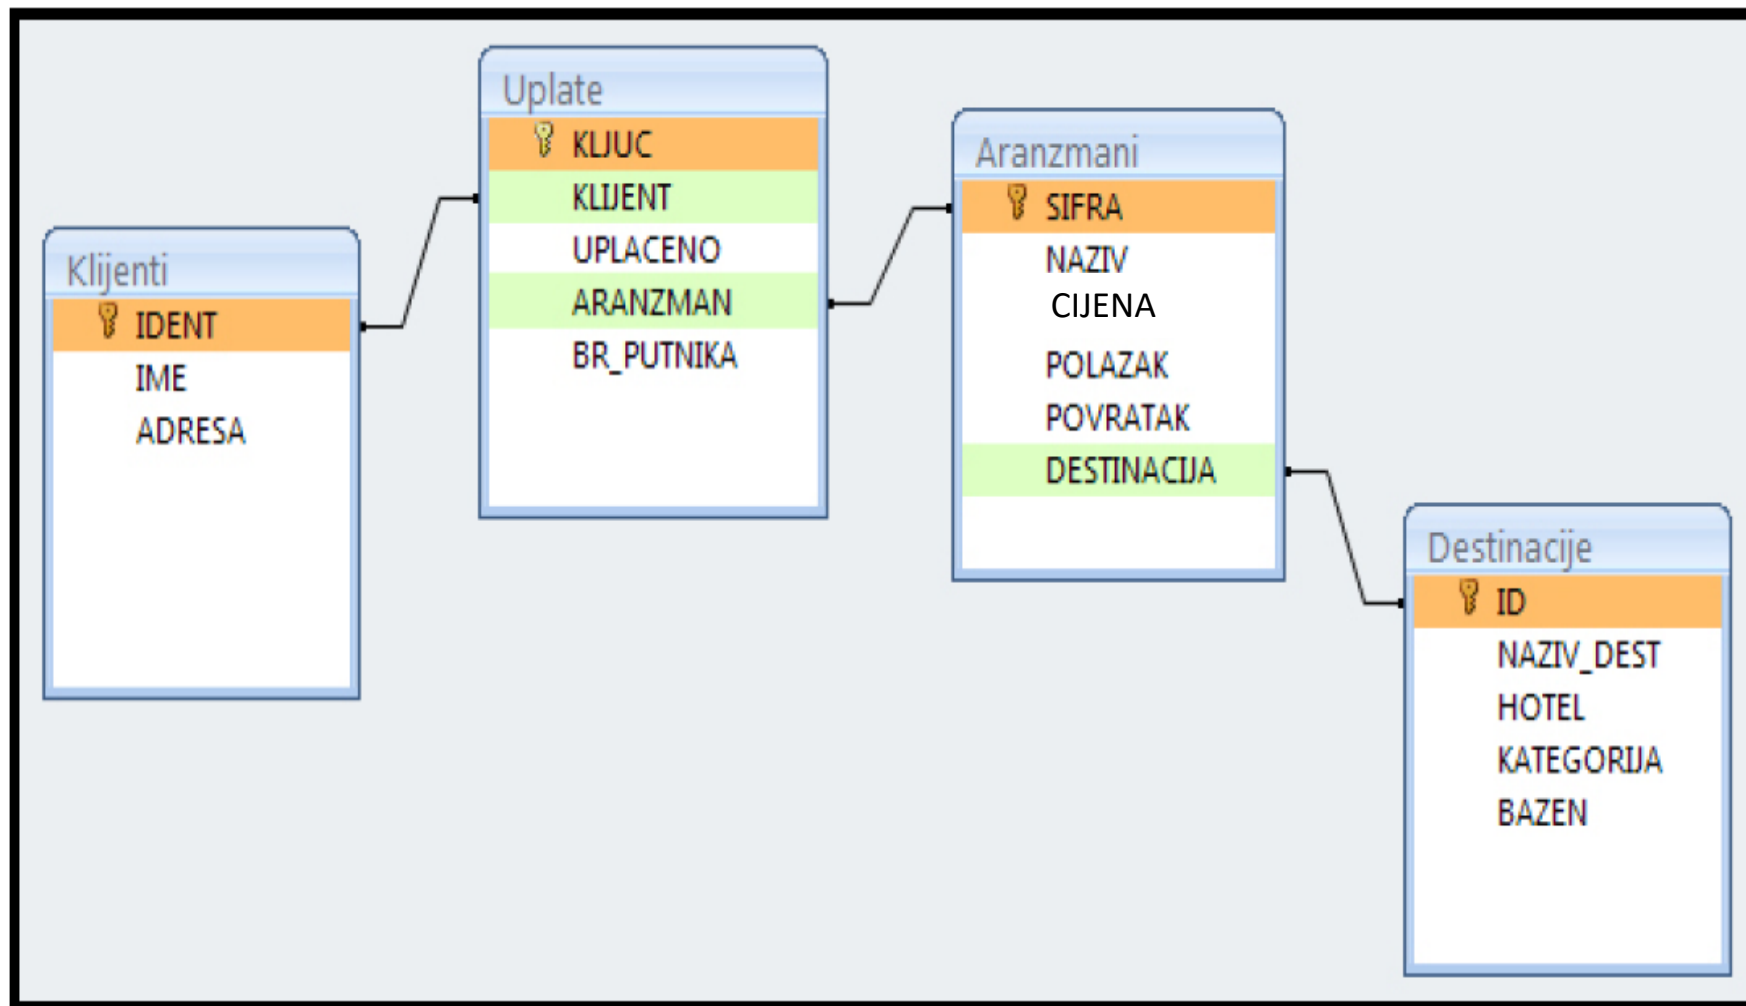 Klijenti
IDENT
IME
ADRESA
Uplate
KLJUC
KLIJENT
UPLACENO
ARANZMAN
BR_PUTNIKA
Aranzmani
SIFRA
NAZIV
CIJENA
POLAZAK
POVRATAK
DESTINACIJA
Destinacije
ID
NAZIV_DEST
HOTEL
KATEGORIJA
BAZEN